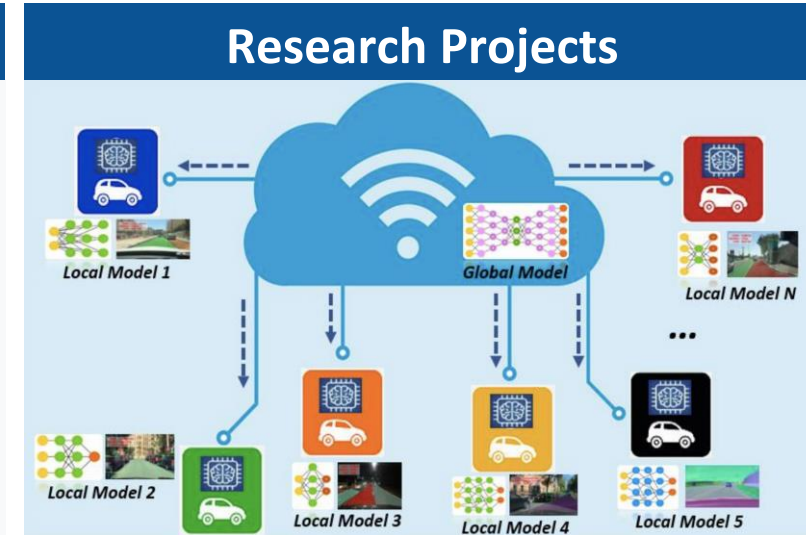 Research Projects
Global Model
Local Model 1
Local Model N
...
Local Model 2
Local Model 3
Local Model 4
Local Model 5